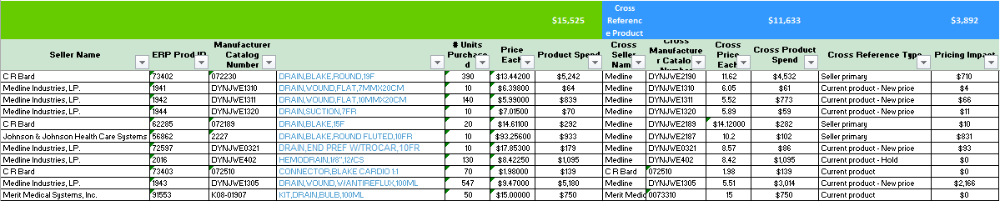 Cross
$15,525 Referenc $11,633 $3,892
e Product
Seller Name ERP Prod ID Manufacturer Catalog Number # Units Purchase d Price Each Product Spend Cross Seller Nam Cross Manufacture r Catalo Cross Price Each Cross Product Spend Cross Reference Type Pricing Impact
C R Bard 73402 072230 DRAIN,BLAKE,ROUND,19F 390 $13.44200 $5,242 Medline DYNJWE2190 11.62 $4,532 Seller primary $710
Medline Industries, LP. 1941 DYNJWE1310 DRAIN,WOUND,FLAT,7MMX20CM 10 $6.39800 $64 Medline DYNJWE1310 6.05 $61 Current product - New price $4
Medline Industries, LP. 1942 DYNJWE1311 DRAIN,WOUND,FLAT,10MMX20CM 140 $5.99000 $839 Medline DYNJWE1311 5.52 $773 Current product - New price $66
Medline Industries, LP. 1944 DYNJWE1320 DRAIN,SUCTION,7FR 10 $7.01500 $70 Medline DYNJWE1320 5.89 $59 Current product - New price $11
C R Bard 62285 072189 DRAIN,BLAKE,15F 20 $14.61100 $292 Medline DYNJWE2189 $14.12000 $282 Seller primary $10
Johnson & Johnson Health Care Systems 56862 2227 DRAIN,BLAKE,ROUND FLUTED,10FR 10 $93.25600 $933 Medline DYNJWE2187 10.2 $102 Seller primary $831
Medline Industries, LP. 72597 DYNJWE0321 DRAIN,END PREF W/TROCAR,10FR 10 $17.85300 $179 Medline DYNJWE0321 8.57 $86 Current product - New price $93
Medline Industries, LP. 2016 DYNJWE402 HEMODRAIN,1/8",12/CS 130 $8.42250 $1,095 Medline DYNJWE402 8.42 $1,095 Current product - Hold $0
C R Bard 73403 072510 CONNECTOR,BLAKE CARDIO 1:1 70 $1.98000 $139 C R Bard 072510 1.98 $139 Current product $0
Medline Industries, LP. 1943 DYNJWE1305 DRAIN,WOUND,W/ANTIREFLUX,100ML 547 $9.47000 $5,180 Medline DYNJWE1305 5.51 $3,014 Current product - New price $2,166
Merit Medical Systems, Inc. 91553 K08-01907 KIT,DRAIN,BULB,100ML 50 $15.00000 $750 Merit Medic 0073310 15 $750 Current product $0